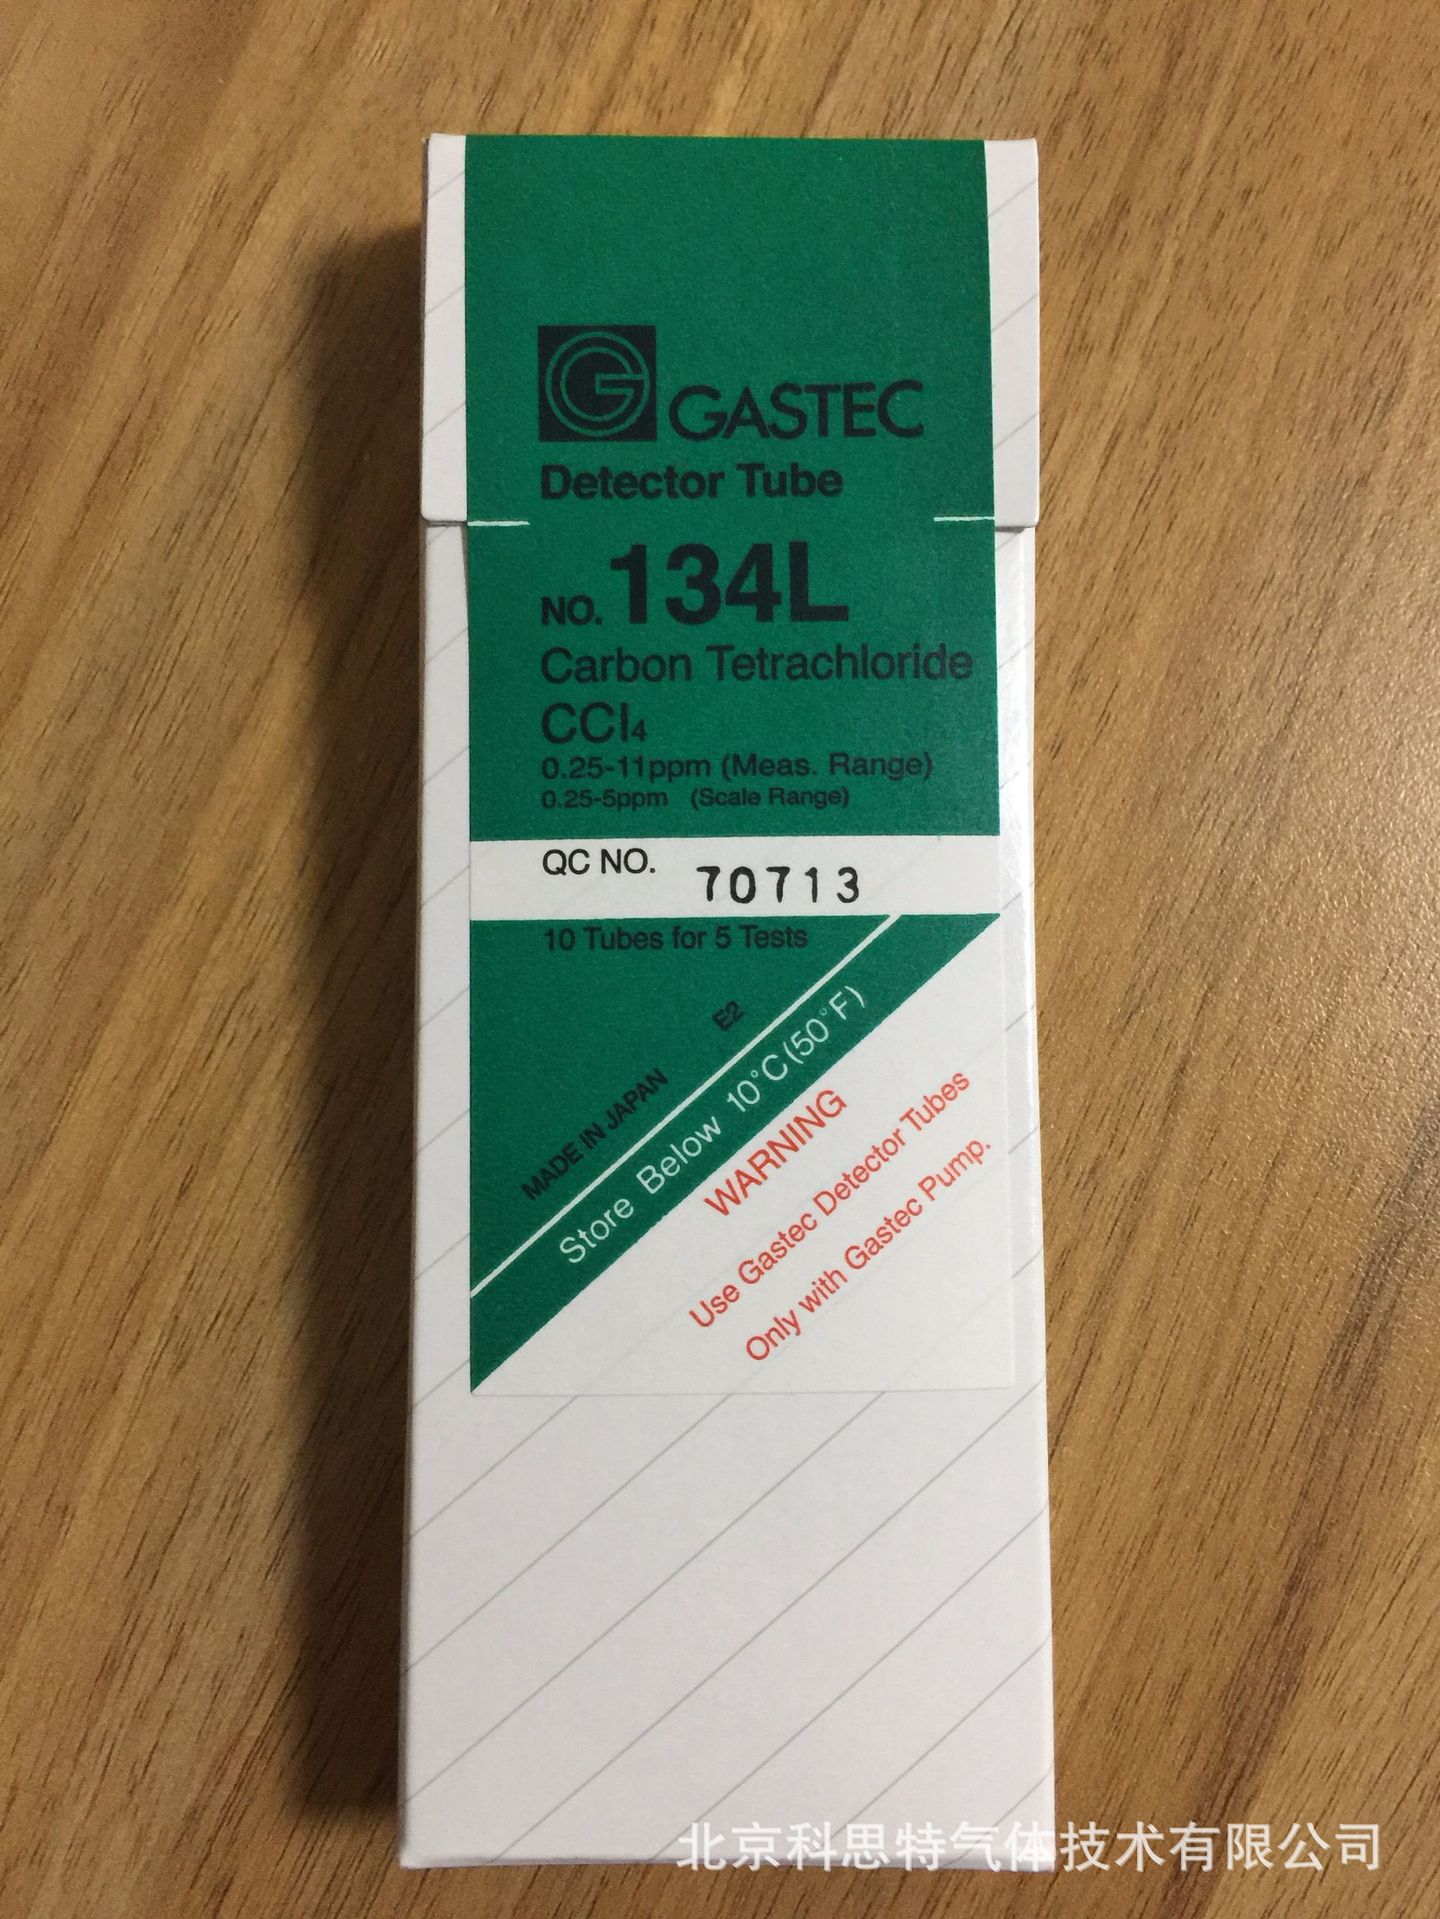 GASTEC
Detector Tube
NO. 134L
Carbon Tetrachloride
CCl₄
0.25-11ppm (Meas. Range)
0.25-5ppm (Scale Range)
QC NO. 70713
10 Tubes for 5 Tests
MADE IN JAPAN E2
Store Below 10°C(50°F)
WARNING
Use Gastec Detector Tubes
Only with Gastec Pump.
北京科思特气体技术有限公司